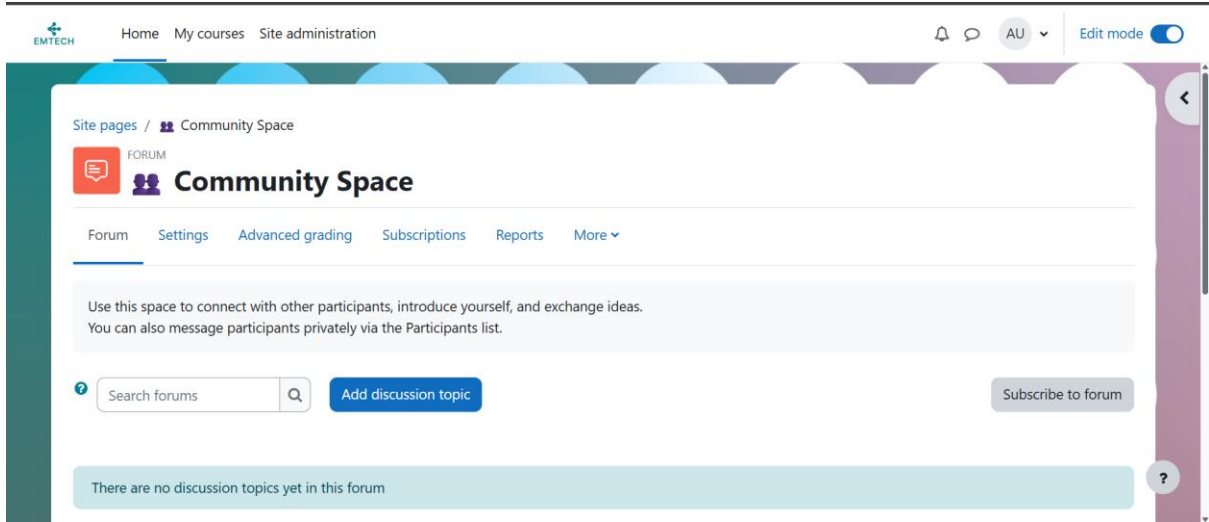 EMTECH
Home My courses Site administration
AU
Edit mode
Site pages / Community Space
FORUM
Community Space
Forum Settings Advanced grading Subscriptions Reports More
Use this space to connect with other participants, introduce yourself, and exchange ideas.
You can also message participants privately via the Participants list.
Search forums
Add discussion topic
Subscribe to forum
There are no discussion topics yet in this forum
?